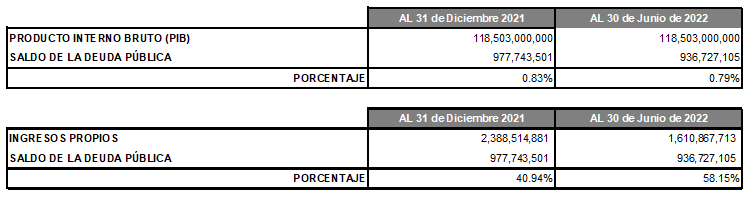 AL 31 de Diciembre 2021 AL 30 de Junio de 2022
PRODUCTO INTERNO BRUTO (PIB) 118,503,000,000 118,503,000,000
SALDO DE LA DEUDA PÚBLICA 977,743,501 936,727,105
PORCENTAJE 0.83% 0.79%
AL 31 de Diciembre 2021 AL 30 de Junio de 2022
INGRESOS PROPIOS 2,388,514,881 1,610,867,713
SALDO DE LA DEUDA PÚBLICA 977,743,501 936,727,105
PORCENTAJE 40.94% 58.15%